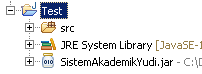 Test
src
JRE System Library [JavaSE-1
SistemAkademikYudi.jar - C:\D